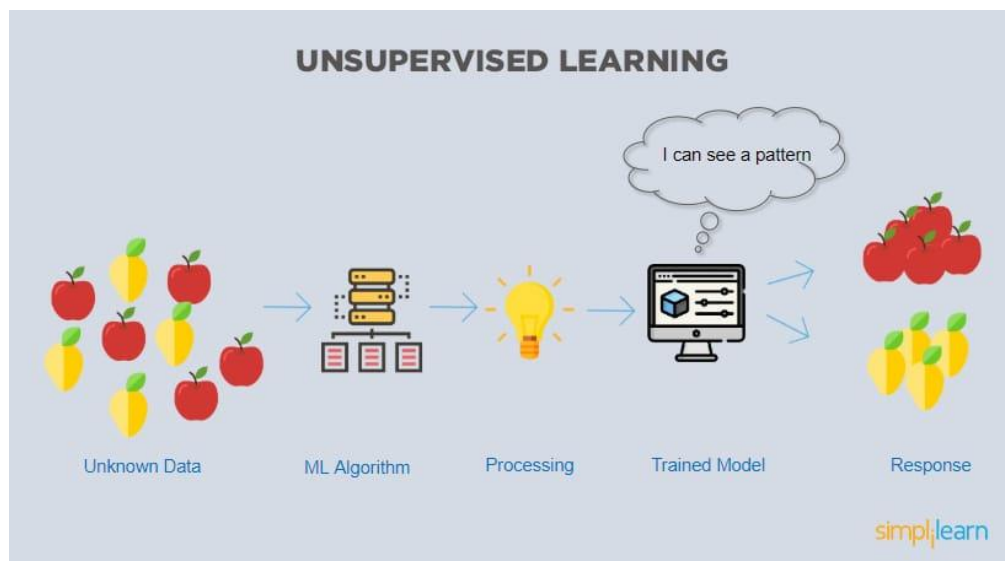 UNSUPERVISED LEARNING
I can see a pattern
Unknown Data
ML Algorithm
Processing
Trained Model
Response
simplilearn